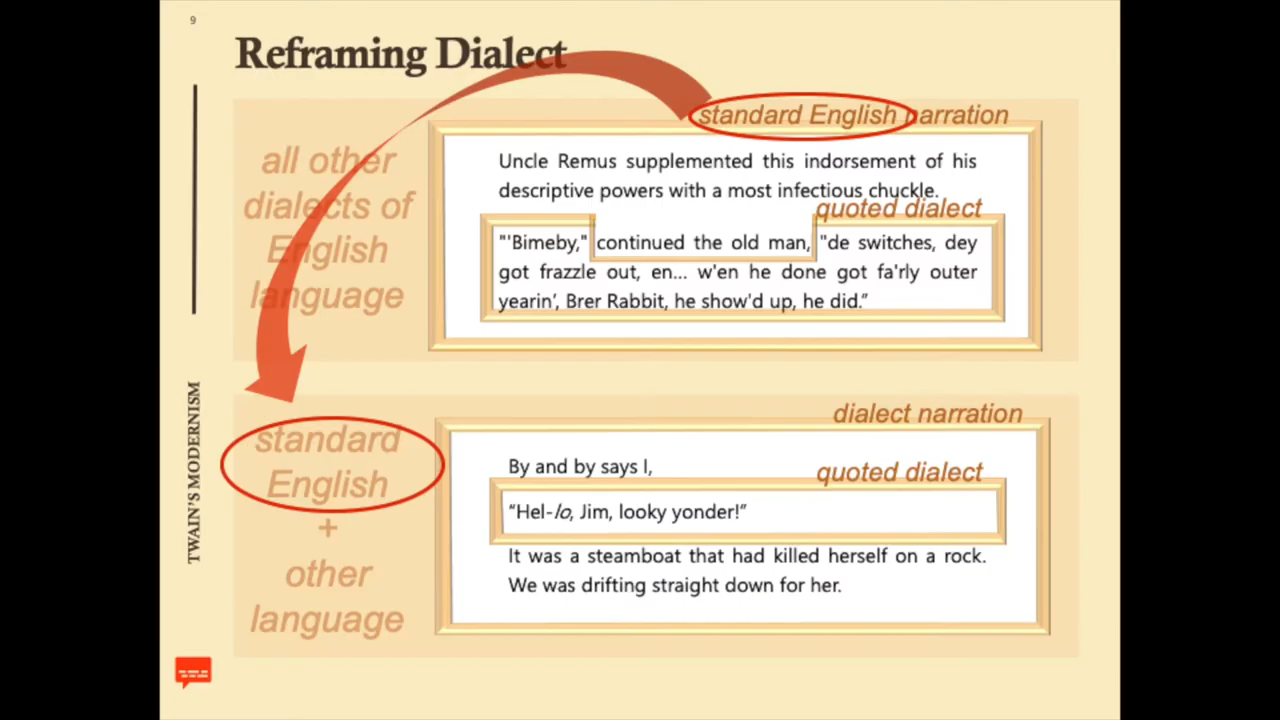 9
Reframing Dialect
standard English narration
all other
dialects of
English
language
Uncle Remus supplemented this indorsement of his
descriptive powers with a most infectious chuckle.
quoted dialect
"'Bimeby," continued the old man, "de switches, dey
got frazzle out, en... w'en he done got fa'rly outer
yearin’, Brer Rabbit, he show'd up, he did.”
TWAIN'S MODERNISM
standard
English
+
other
language
dialect narration
By and by says I,
quoted dialect
“Hel-lo, Jim, looky yonder!”
It was a steamboat that had killed herself on a rock.
We was drifting straight down for her.